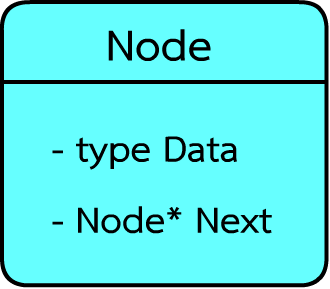 Node
- type Data
- Node* Next